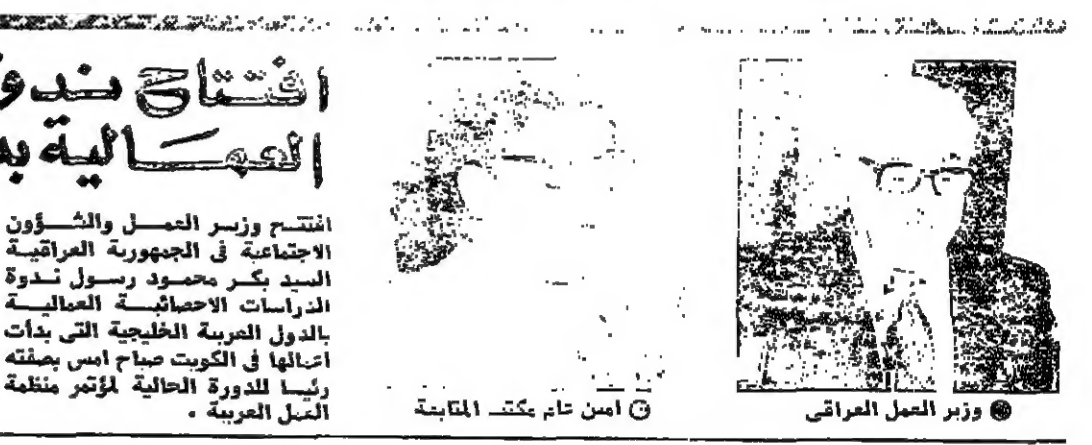 وزير العمل العراقي
امين عام مكتب المتابعة
افتتاح
العمالية
افتتح وزير العمل والشؤون
الاجتماعية في الجمهورية العراقية
السيد بكر محمود رسول ندوة
الدراسات الاحصائية العمالية
بالدول العربية الخليجية التي بدأت
اعمالها في الكويت صباح امس بصفته
رئيسا للدورة الحالية لمؤتمر منظمة
العمل العربية .